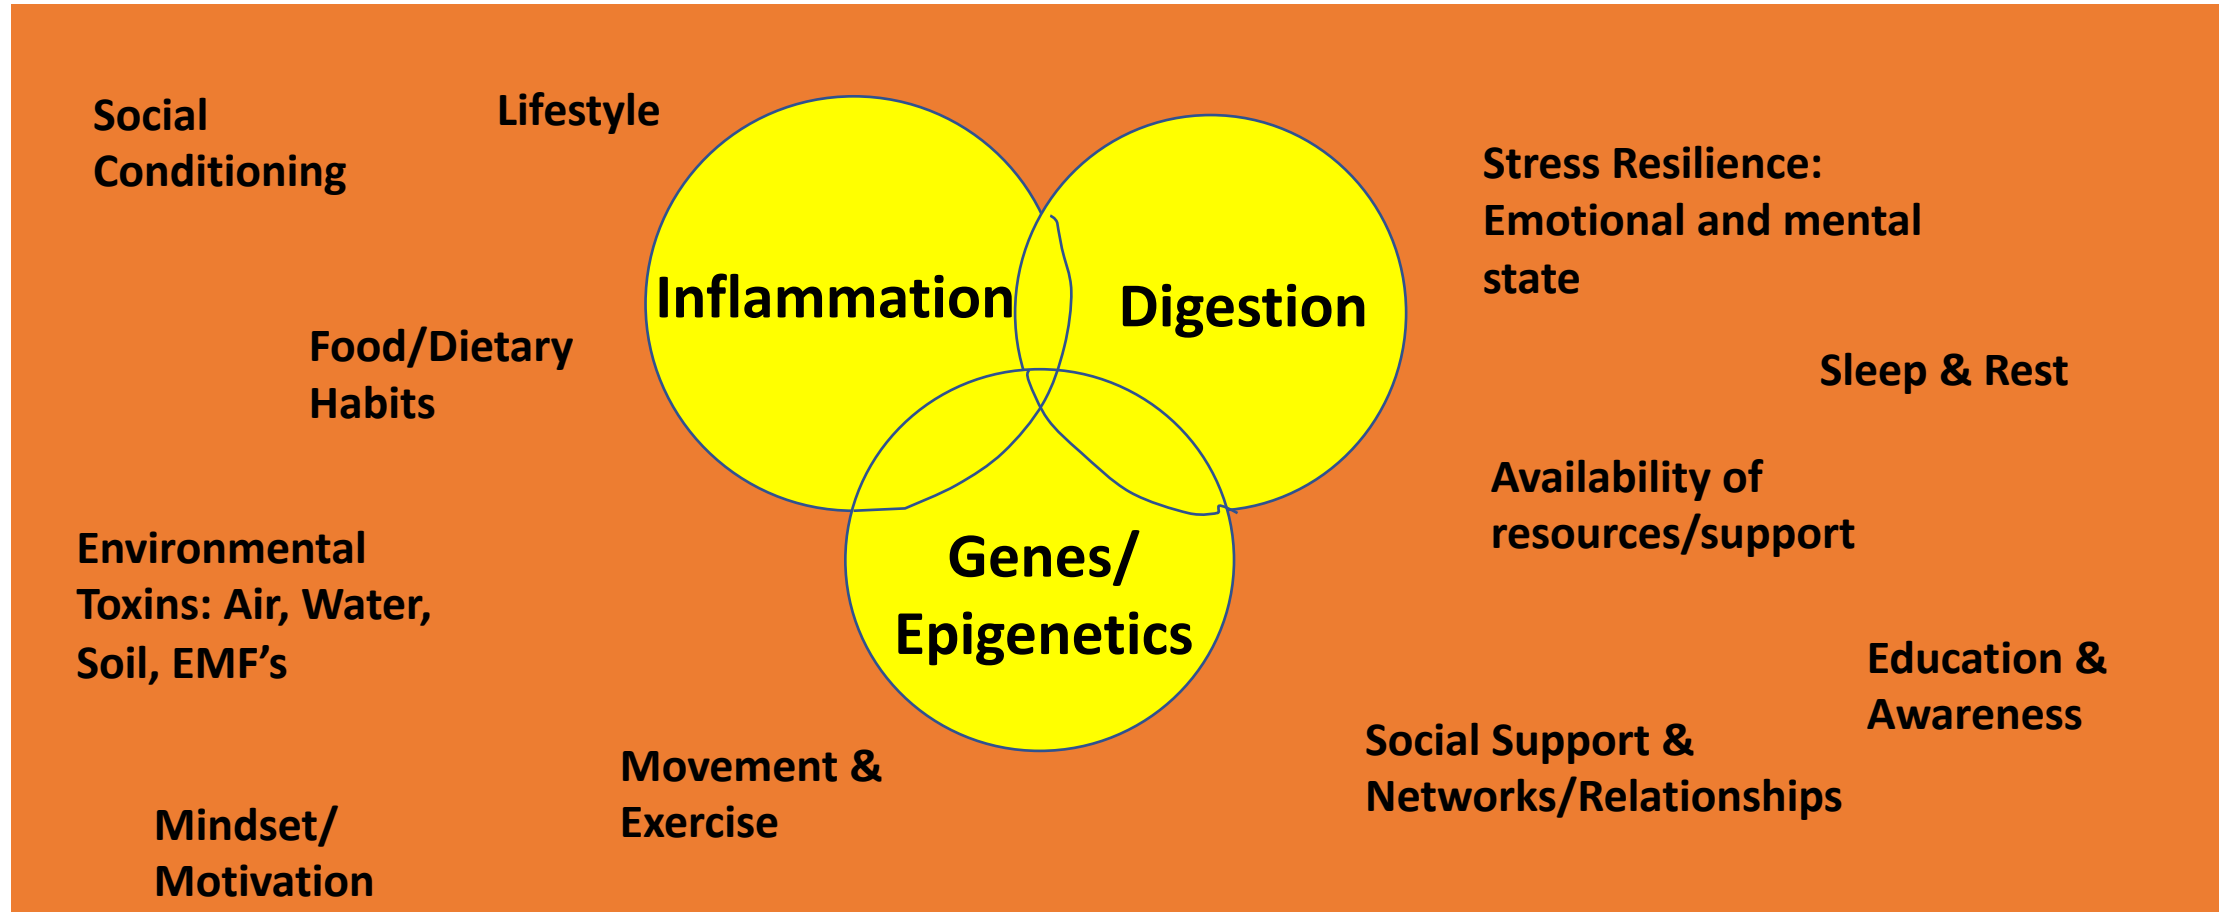 Social
Conditioning
Lifestyle
Stress Resilience:
Emotional and mental
state
Inflammation
Digestion
Food/Dietary
Habits
Sleep & Rest
Availability of
resources/support
Environmental
Toxins: Air, Water,
Soil, EMF’s
Genes/
Epigenetics
Education &
Awareness
Social Support &
Networks/Relationships
Movement &
Exercise
Mindset/
Motivation